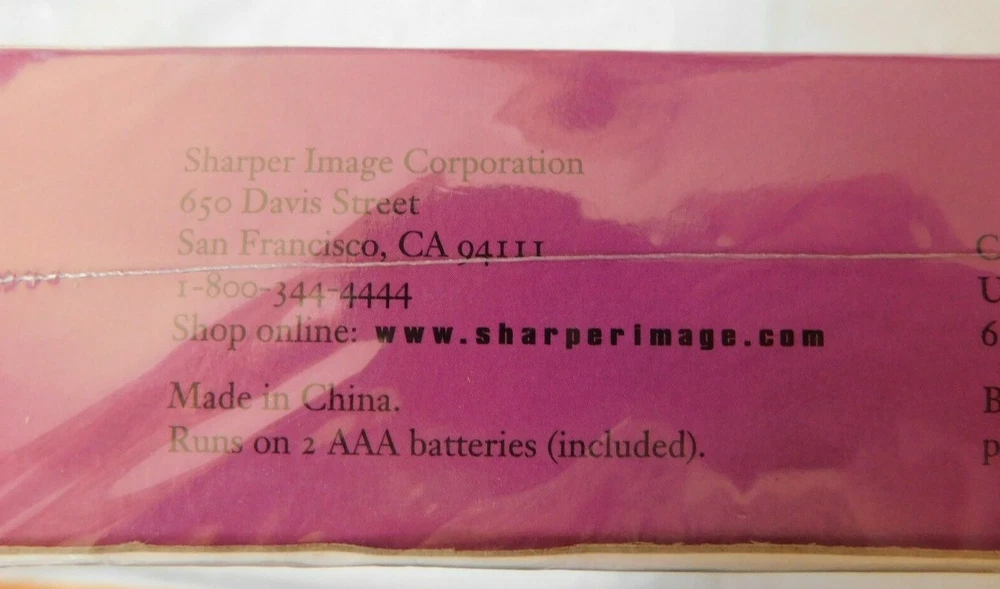 Sharper Image Corporation
650 Davis Street
San Francisco, CA 94111
1-800-344-4444
Shop online: www.sharperimage.com
Made in China.
Runs on 2 AAA batteries (included).